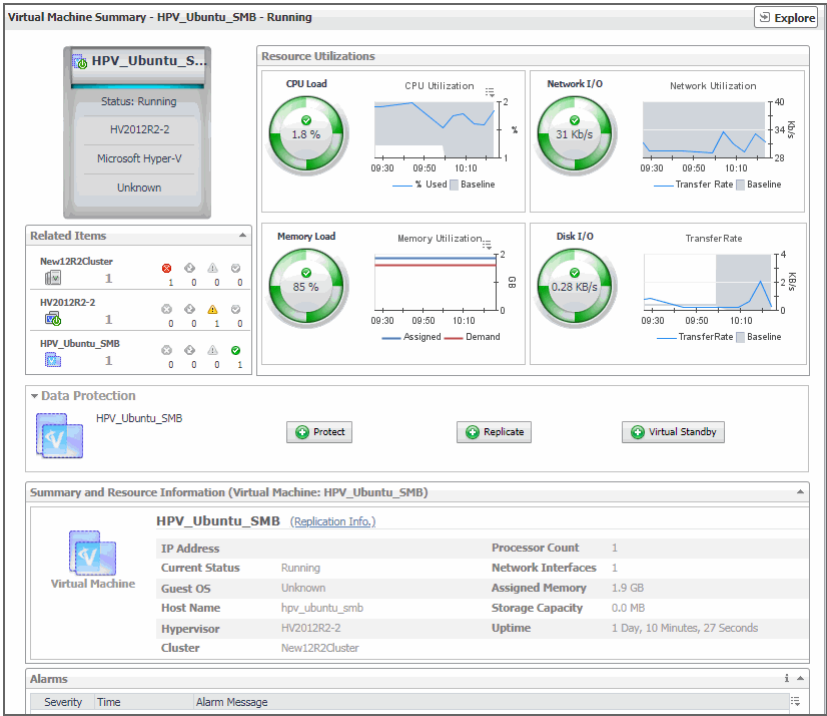 Virtual Machine Summary - HPV_Ubuntu_SMB - Running
Explore
HPV_Ubuntu_S...
Status: Running
HV2012R2-2
Microsoft Hyper-V
Unknown
Resource Utilizations
CPU Load
1.8 %
CPU Utilization
2
%
1
09:30 09:50 10:10
% Used Baseline
Network I/O
31 Kb/s
Network Utilization
40
34
28
Kb/s
09:30 09:50 10:10
Transfer Rate Baseline
Memory Load
85 %
Memory Utilization
2
GB
0
09:30 09:50 10:10
Assigned Demand
Disk I/O
0.28 KB/s
TransferRate
4
2
0
KB/s
09:30 09:50 10:10
TransferRate Baseline
Related Items
New12R2Cluster
1 1 0 0 0
HV2012R2-2
1 0 0 1 0
HPV_Ubuntu_SMB
1 0 0 0 1
Data Protection
HPV_Ubuntu_SMB
Protect
Replicate
Virtual Standby
Summary and Resource Information (Virtual Machine: HPV_Ubuntu_SMB)
Virtual Machine
HPV_Ubuntu_SMB (Replication Info.)
IP Address Processor Count 1
Current Status Running Network Interfaces 1
Guest OS Unknown Assigned Memory 1.9 GB
Host Name hpv_ubuntu_smb Storage Capacity 0.0 MB
Hypervisor HV2012R2-2 Uptime 1 Day, 10 Minutes, 27 Seconds
Cluster New12R2Cluster
Alarms
Severity Time Alarm Message